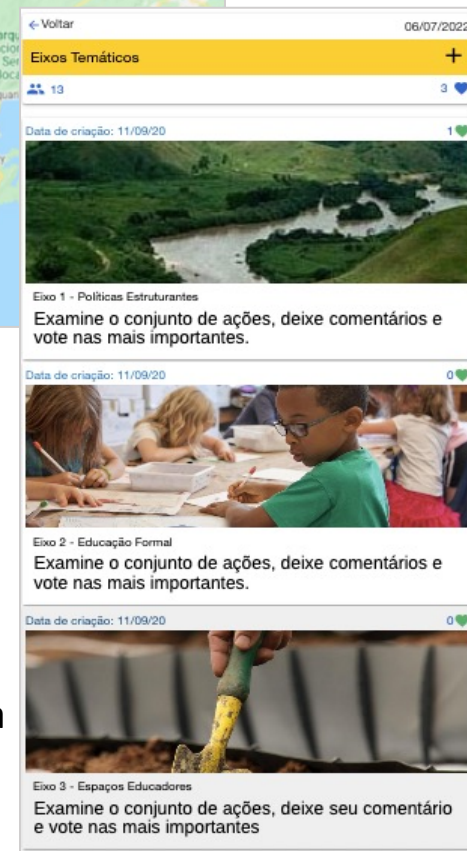 Voltar
06/07/2022
Eixos Temáticos
+
13
3
Data de criação: 11/09/20
1
Eixo 1 - Políticas Estruturantes
Examine o conjunto de ações, deixe comentários e
vote nas mais importantes.
Data de criação: 11/09/20
0
Eixo 2 - Educação Formal
Examine o conjunto de ações, deixe comentários e
vote nas mais importantes.
Data de criação: 11/09/20
0
Eixo 3 - Espaços Educadores
Examine o conjunto de ações, deixe seu comentário
e vote nas mais importantes